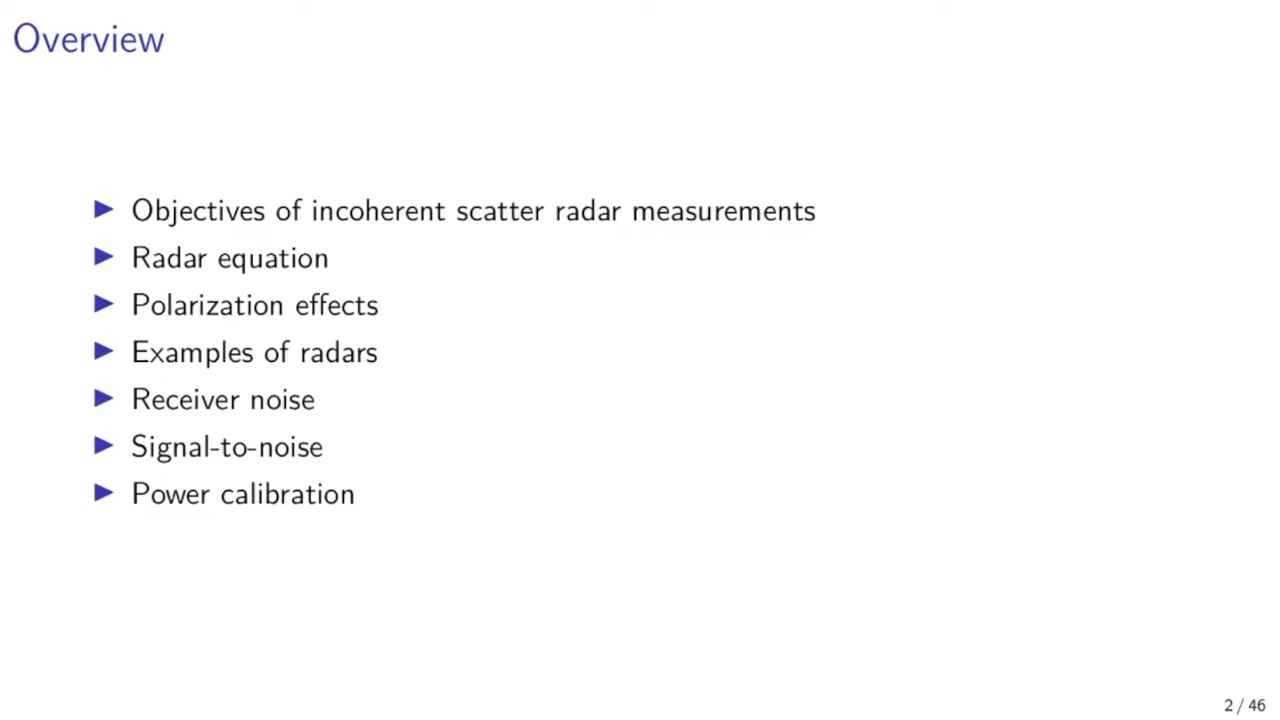 Overview
▶ Objectives of incoherent scatter radar measurements
▶ Radar equation
▶ Polarization effects
▶ Examples of radars
▶ Receiver noise
▶ Signal-to-noise
▶ Power calibration
2 / 46